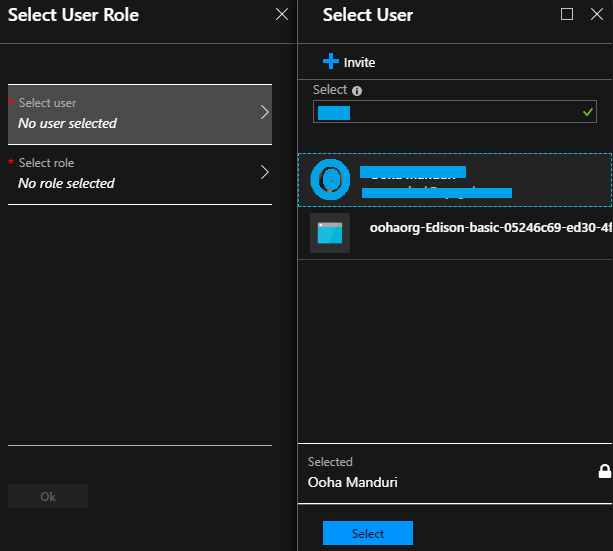 Select User Role
* Select user
No user selected
* Select role
No role selected
Ok
Select User
Invite
Select
oohaorg-Edison-basic-05246c69-ed30-4f
Selected
Ooha Manduri
Select